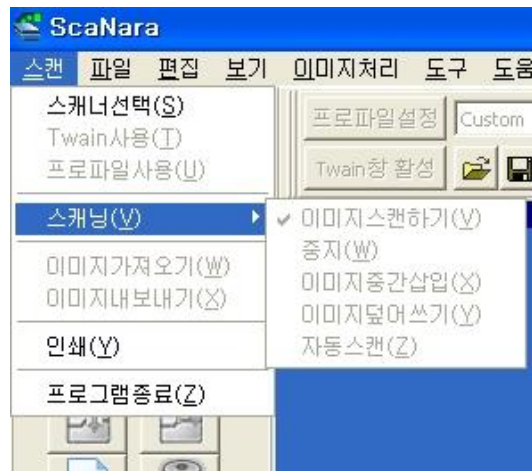 ScaNara
스캔 파일 편집 보기 이미지처리 도구
스캐너선택(S)
Twain사용(T)
프로파일사용(U)
스캐닝(V)
이미지가져오기(W)
이미지내보내기(X)
인쇄(Y)
프로그램종료(Z)
프로파일설정 Custom
Twain창 활성
이미지스캔하기(V)
중지(W)
이미지중간삽입(X)
이미지덮어쓰기(Y)
자동스캔(Z)